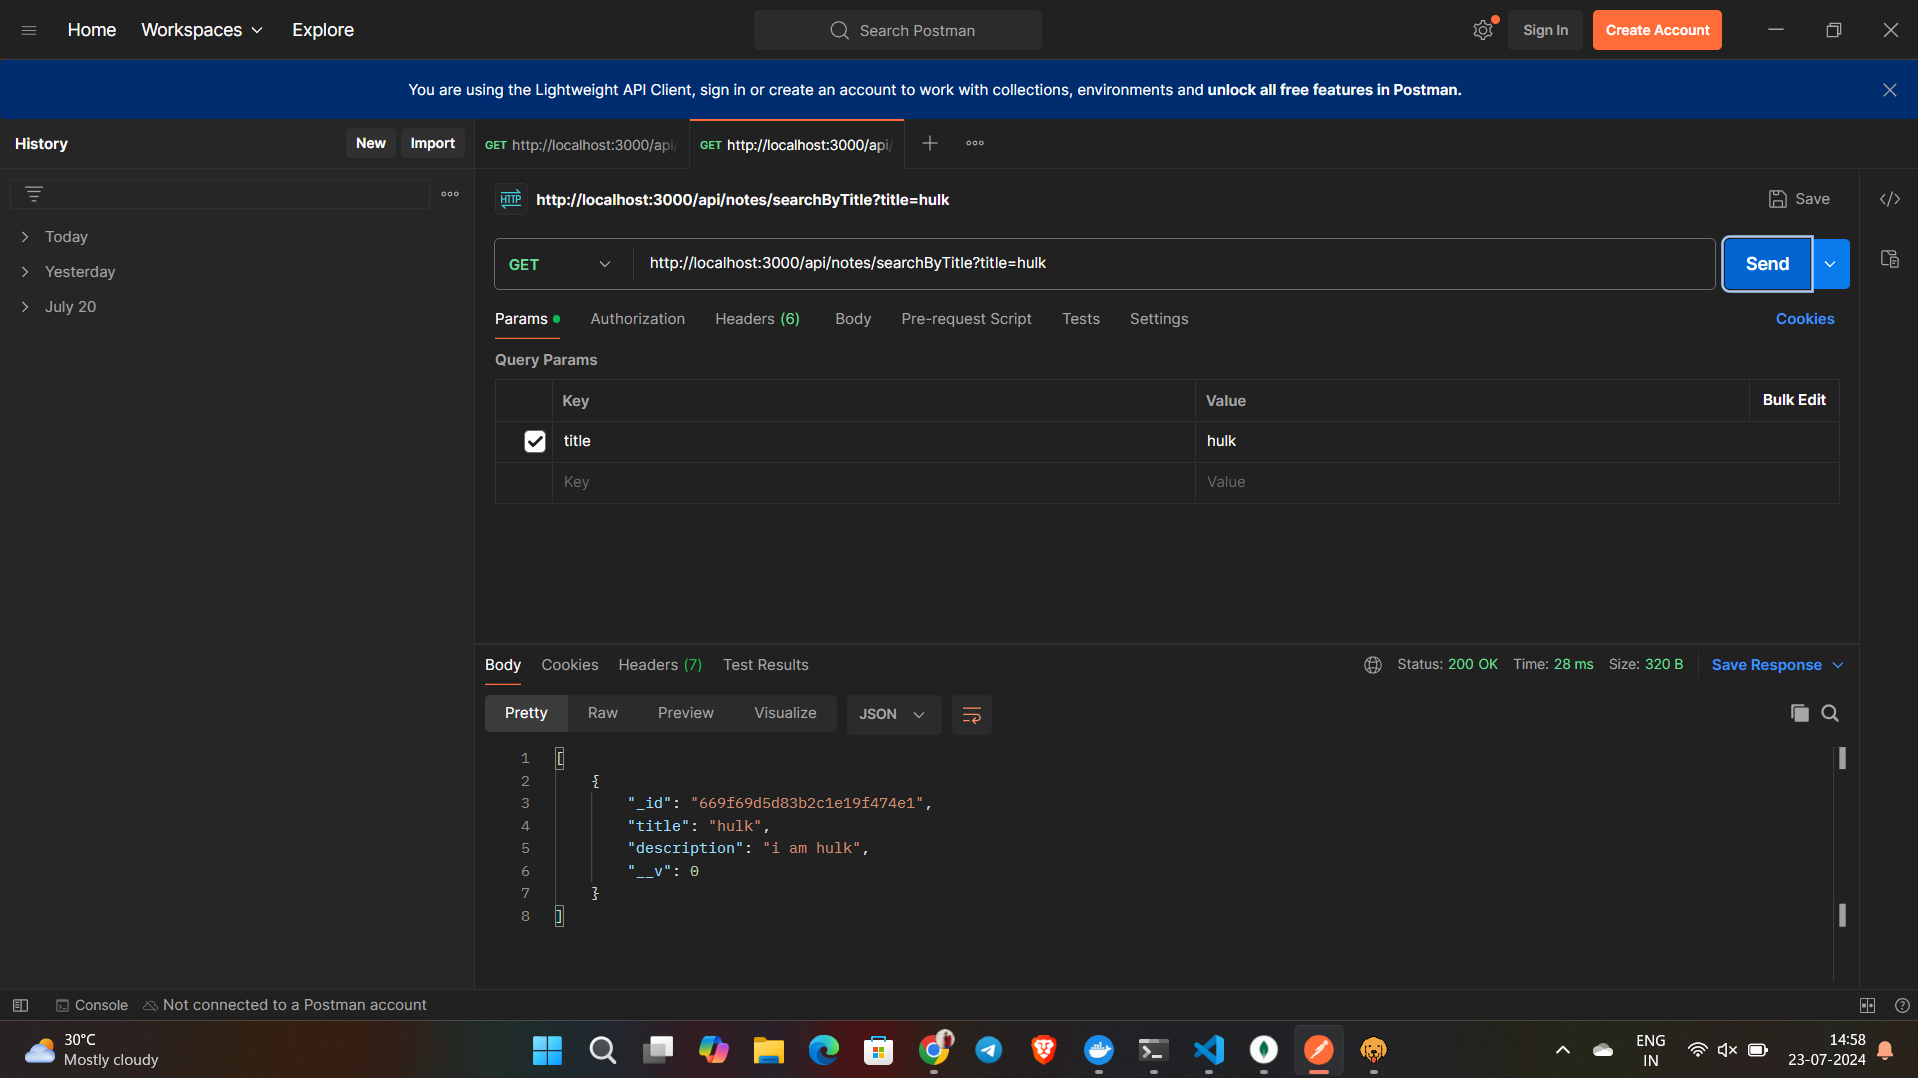 Home Workspaces Explore Search Postman Sign In Create Account
You are using the Lightweight API Client, sign in or create an account to work with collections, environments and unlock all free features in Postman.
History New Import GET http://localhost:3000/api/ GET http://localhost:3000/api/
HTTP http://localhost:3000/api/notes/searchByTitle?title=hulk Save
Today
Yesterday
July 20
GET http://localhost:3000/api/notes/searchByTitle?title=hulk Send
Params Authorization Headers (6) Body Pre-request Script Tests Settings Cookies
Query Params
Key Value Bulk Edit
title hulk
Key Value
Body Cookies Headers (7) Test Results Status: 200 OK Time: 28 ms Size: 320 B Save Response
Pretty Raw Preview Visualize JSON
1 [
2 {
3 "_id": "669f69d5d83b2c1e19f474e1",
4 "title": "hulk",
5 "description": "i am hulk",
6 "__v": 0
7 }
8 ]
Console Not connected to a Postman account
30°C
Mostly cloudy
ENG
IN
14:58
23-07-2024